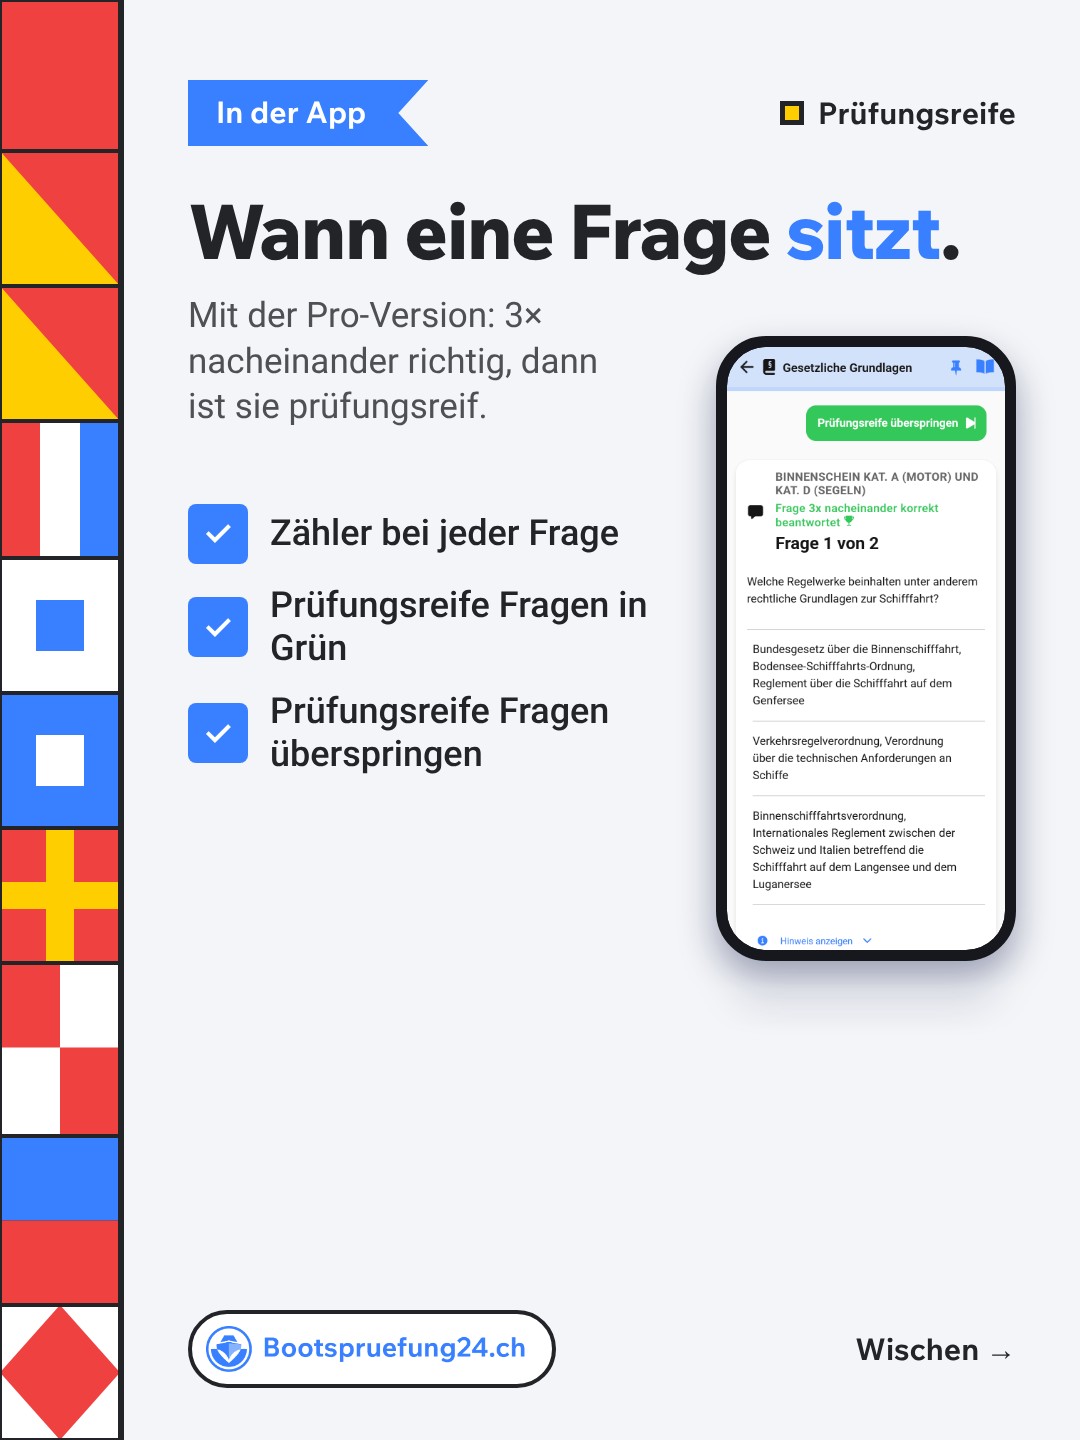 In der App
Prüfungsreife
Wann eine Frage sitzt.
Mit der Pro-Version: 3×
nacheinander richtig, dann
ist sie prüfungsreif.
Zähler bei jeder Frage
Prüfungsreife Fragen in
Grün
Prüfungsreife Fragen
überspringen
Gesetzliche Grundlagen
Prüfungsreife überspringen
BINNENSCHEIN KAT. A (MOTOR) UND
KAT. D (SEGELN)
Frage 3x nacheinander korrekt
beantwortet
Frage 1 von 2
Welche Regelwerke beinhalten unter anderem
rechtliche Grundlagen zur Schifffahrt?
Bundesgesetz über die Binnenschifffahrt,
Bodensee-Schifffahrts-Ordnung,
Reglement über die Schifffahrt auf dem
Genfersee
Verkehrsregelverordnung, Verordnung
über die technischen Anforderungen an
Schiffe
Binnenschifffahrtsverordnung,
Internationales Reglement zwischen der
Schweiz und Italien betreffend die
Schifffahrt auf dem Langensee und dem
Luganersee
Hinweis anzeigen
Bootspruefung24.ch
Wischen →